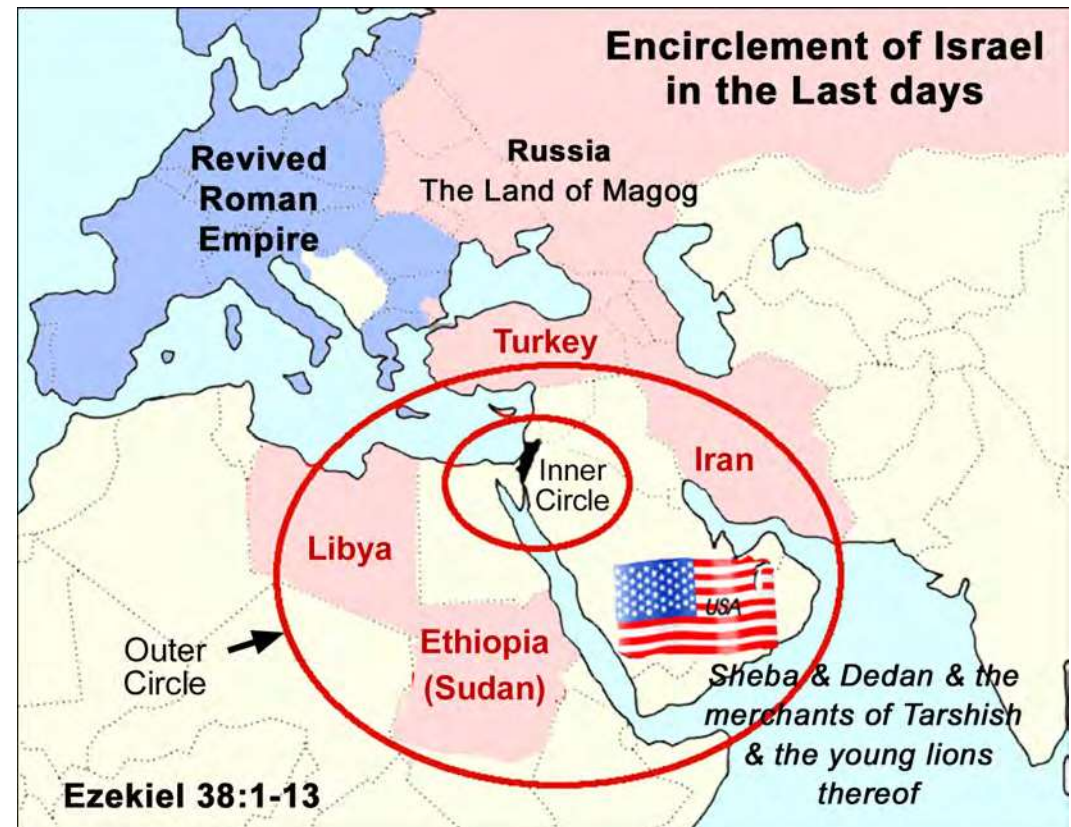 Encirclement of Israel
in the Last days
Revived
Roman
Empire
Russia
The Land of Magog
Turkey
Inner
Circle
Iran
Libya
USA
Outer
Circle
Ethiopia
(Sudan)
Sheba & Dedan & the
merchants of Tarshish
& the young lions
thereof
Ezekiel 38:1-13